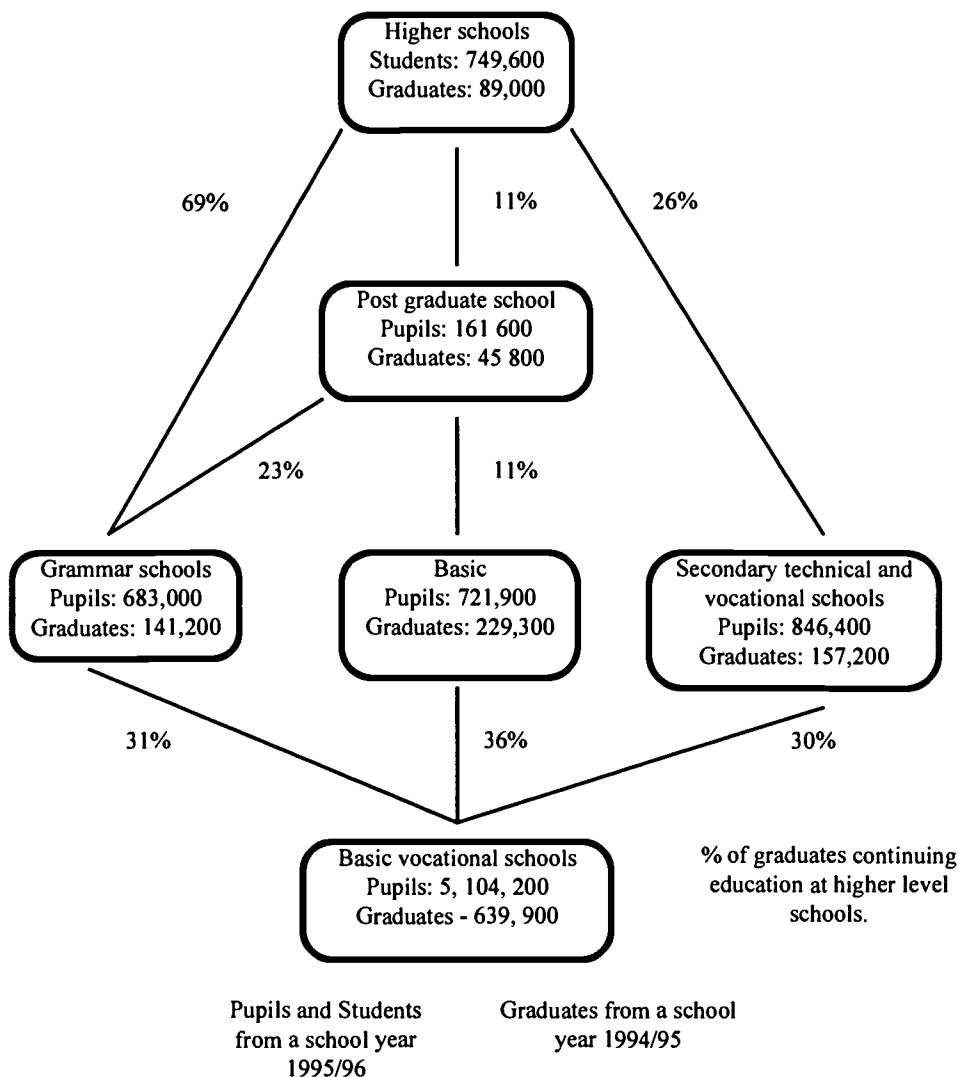 Higher schools
Students: 749,600
Graduates: 89,000
69%
11%
26%
Post graduate school
Pupils: 161 600
Graduates: 45 800
23%
11%
Grammar schools
Pupils: 683,000
Graduates: 141,200
Basic
Pupils: 721,900
Graduates: 229,300
Secondary technical and
vocational schools
Pupils: 846,400
Graduates: 157,200
31%
36%
30%
Basic vocational schools
Pupils: 5, 104, 200
Graduates - 639, 900
% of graduates continuing
education at higher level
schools.
Pupils and Students
from a school year
1995/96
Graduates from a school
year 1994/95